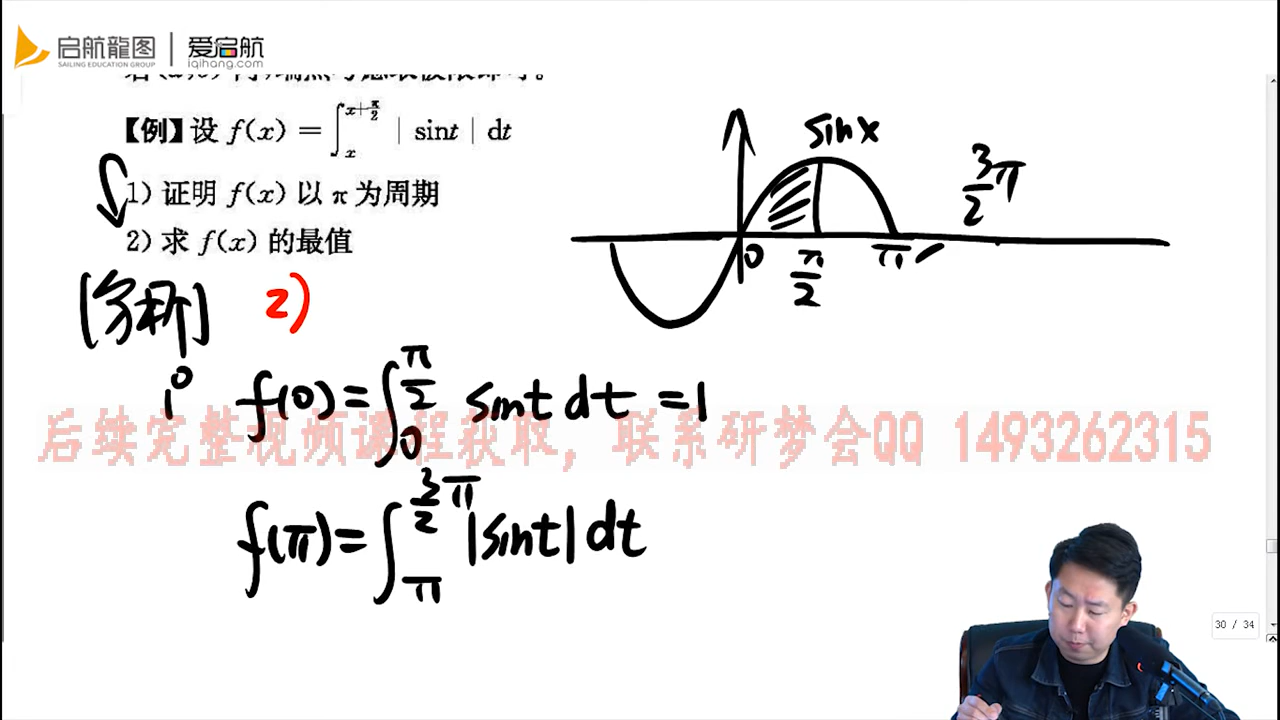 启航龍图 | 爱启航
SAILING EDUCATION GROUP iqihang.com
【例】设 f(x) = ∫_x^{x+π/2} | sint | dt
1) 证明 f(x) 以 π 为周期
2) 求 f(x) 的最值
sinx
3/2 π
0 π/2 π
[分析] 2)
1° f(0) = ∫_0^{π/2} sint dt = 1
后续完整视频课程获取，联系研梦会QQ 1493262315
f(π) = ∫_π^{3/2 π} |sint| dt
30 / 34